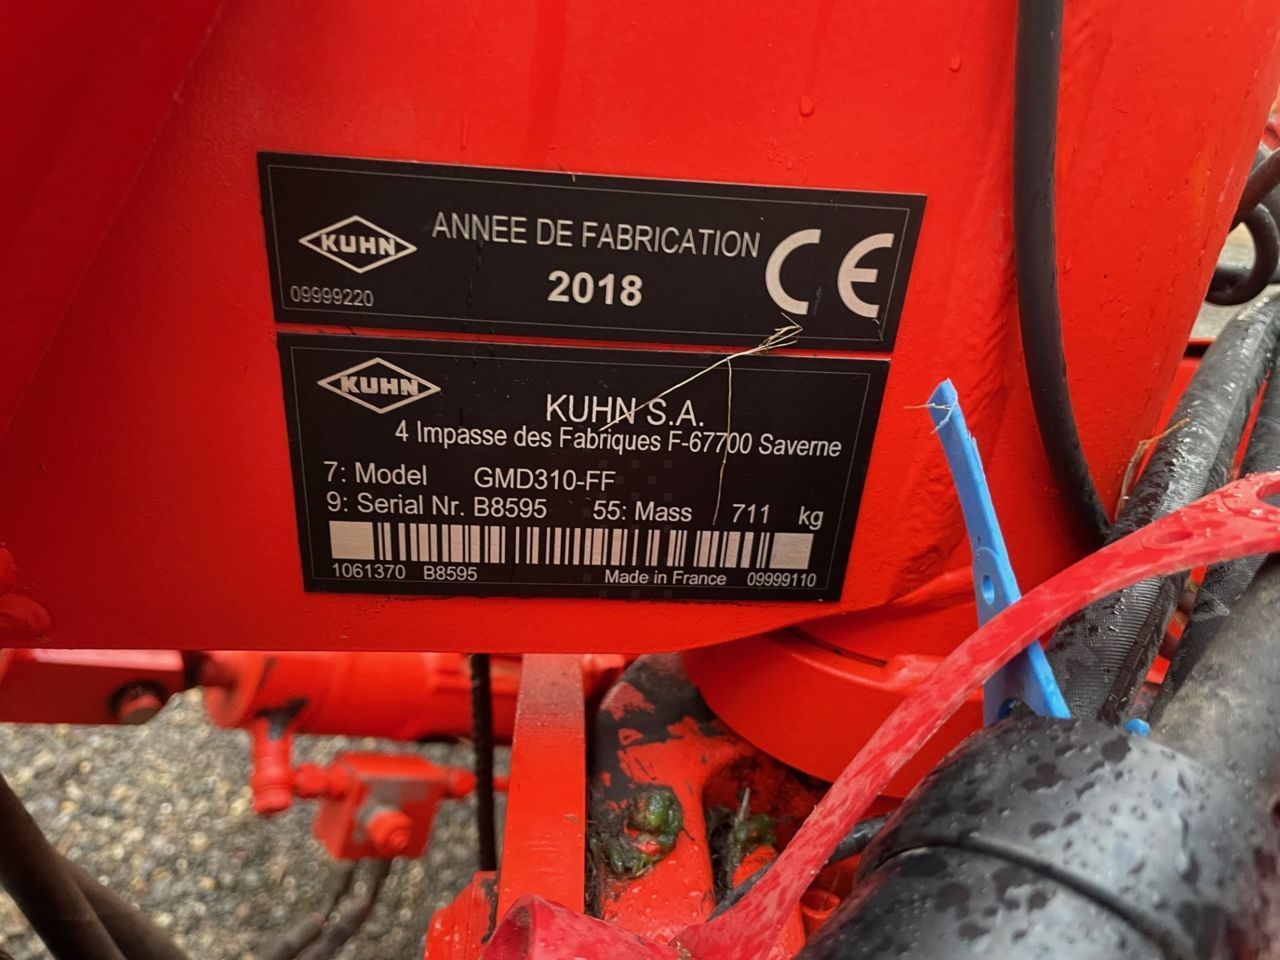 KUHN
ANNEE DE FABRICATION
2018
CE
09999220
KUHN
KUHN S.A.
4 Impasse des Fabriques F-67700 Saverne
7: Model GMD310-FF
9: Serial Nr. B8595 55: Mass 711 kg
1061370 B8595 Made in France 09999110